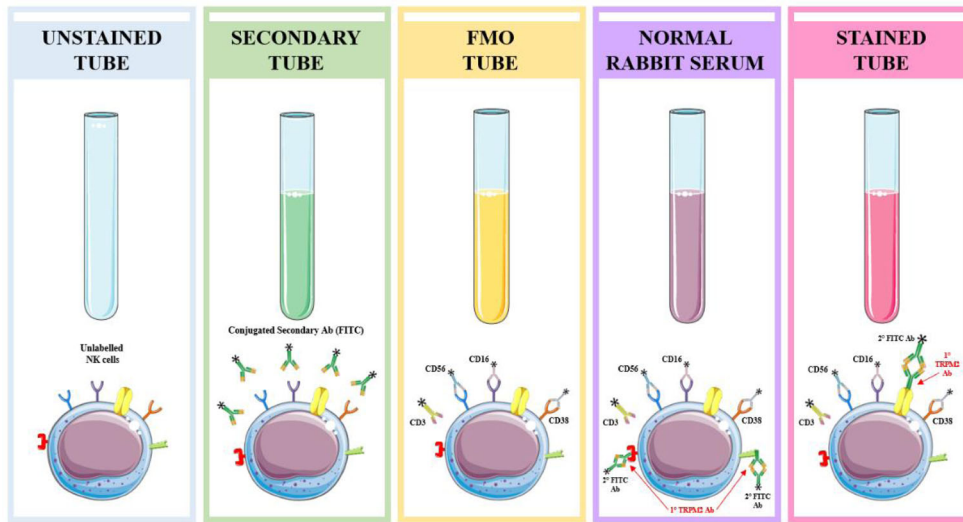 UNSTAINED
TUBE
Unlabelled
NK cells
SECONDARY
TUBE
Conjugated Secondary Ab (FITC)
*
*
*
*
*
FMO
TUBE
CD16
*
CD56
*
*
*
CD3
CD38
NORMAL
RABBIT SERUM
CD16
*
CD56
*
*
*
CD3
CD38
2° FITC
Ab
*
*
2° FITC
Ab
1° TRPM2 Ab
STAINED
TUBE
2° FITC Ab
*
1°
TRPM2
Ab
CD16
*
CD56
*
*
*
CD3
CD38